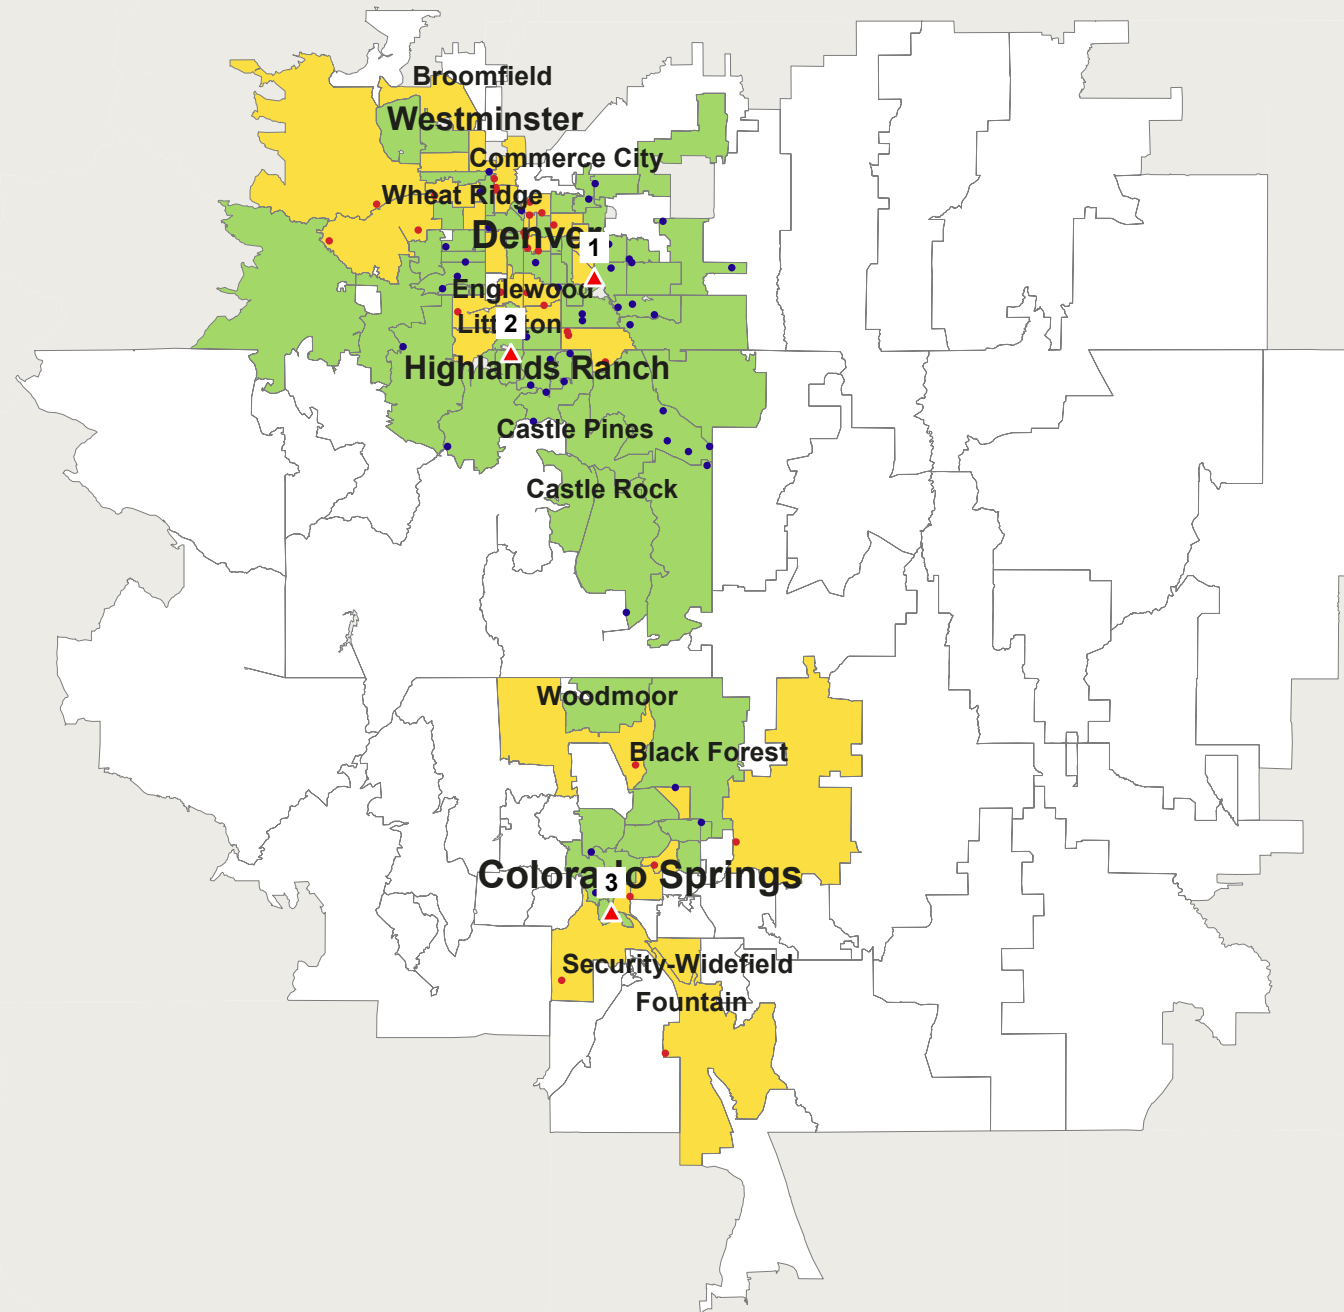 Broomfield
Westminster
Commerce City
Wheat Ridge
Denver
1
Englewood
Littleton
2
Highlands Ranch
Castle Pines
Castle Rock
Woodmoor
Black Forest
Colorado Springs
3
Security-Widefield
Fountain